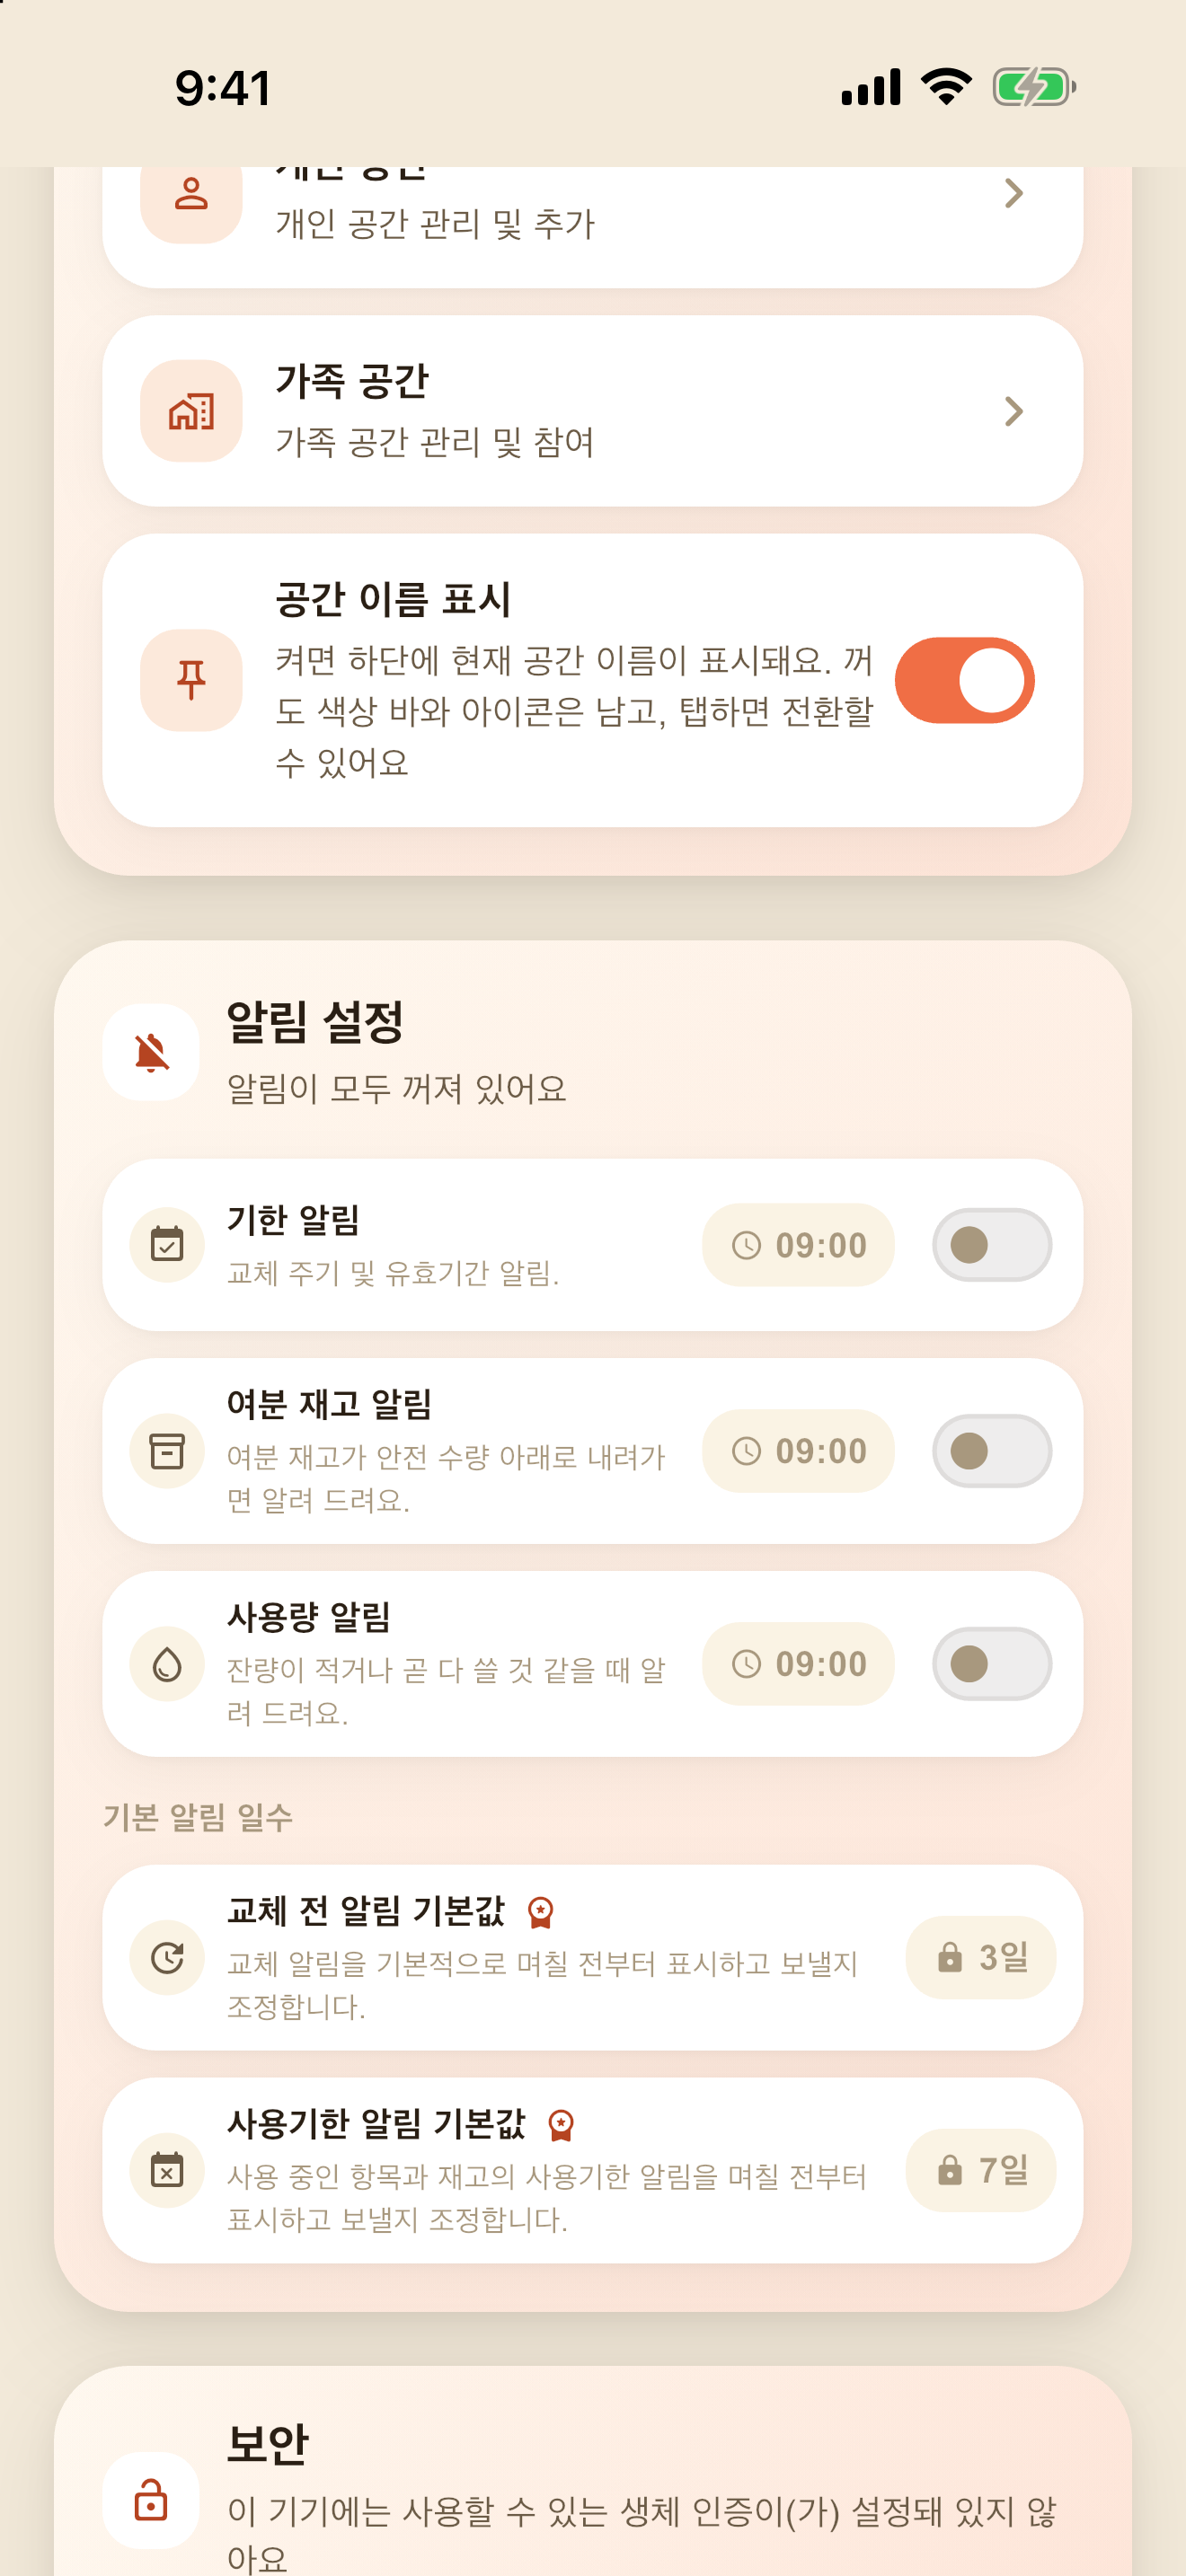 9:41
개인 공간 관리 및 추가
가족 공간
가족 공간 관리 및 참여
공간 이름 표시
켜면 하단에 현재 공간 이름이 표시돼요. 꺼
도 색상 바와 아이콘은 남고, 탭하면 전환할
수 있어요
알림 설정
알림이 모두 꺼져 있어요
기한 알림
교체 주기 및 유효기간 알림.
09:00
여분 재고 알림
여분 재고가 안전 수량 아래로 내려가
면 알려 드려요.
09:00
사용량 알림
잔량이 적거나 곧 다 쓸 것 같을 때 알
려 드려요.
09:00
기본 알림 일수
교체 전 알림 기본값
교체 알림을 기본적으로 며칠 전부터 표시하고 보낼지
조정합니다.
3일
사용기한 알림 기본값
사용 중인 항목과 재고의 사용기한 알림을 며칠 전부터
표시하고 보낼지 조정합니다.
7일
보안
이 기기에는 사용할 수 있는 생체 인증이(가) 설정돼 있지 않
아요